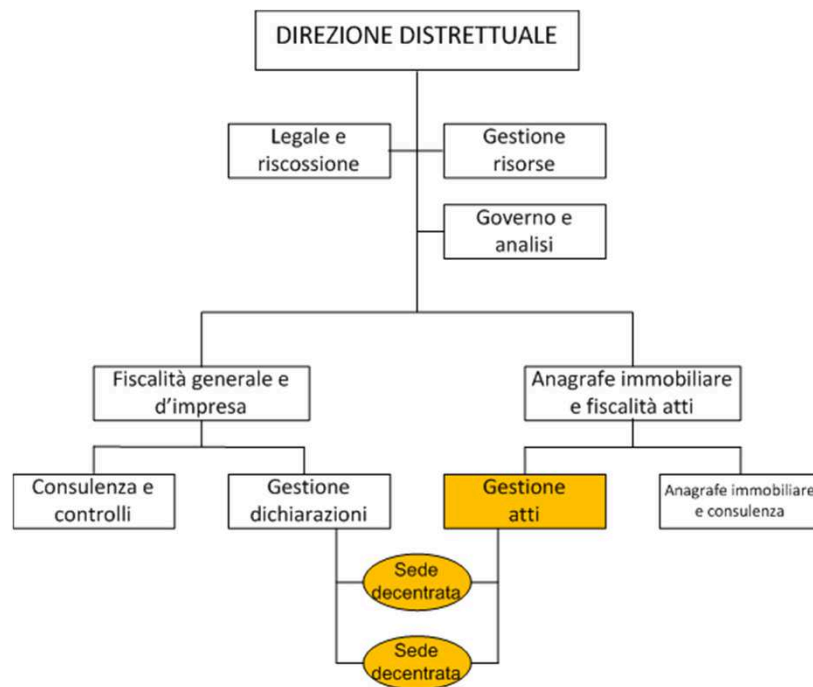 DIREZIONE DISTRETTUALE
Legale e
riscossione
Gestione
risorse
Governo e
analisi
Fiscalità generale e
d'impresa
Anagrafe immobiliare
e fiscalità atti
Consulenza e
controlli
Gestione
dichiarazioni
Gestione
atti
Anagrafe immobiliare
e consulenza
Sede
decentrata
Sede
decentrata